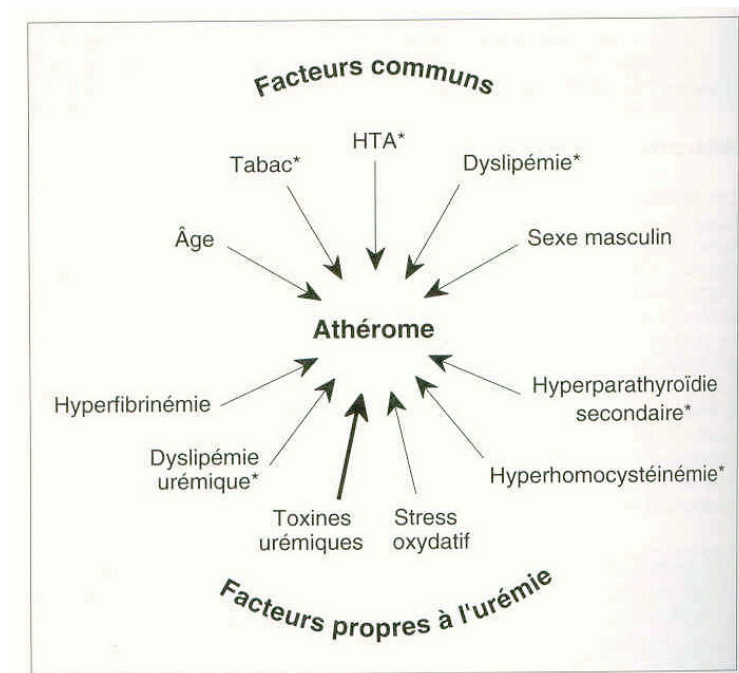 Facteurs communs
HTA*
Tabac*
Dyslipémie*
Âge
Sexe masculin
Athérome
Hyperfibrinémie
Hyperparathyroïdie
secondaire*
Dyslipémie
urémique*
Hyperhomocystéinémie*
Toxines
urémiques
Stress
oxydatif
Facteurs propres à l'urémie